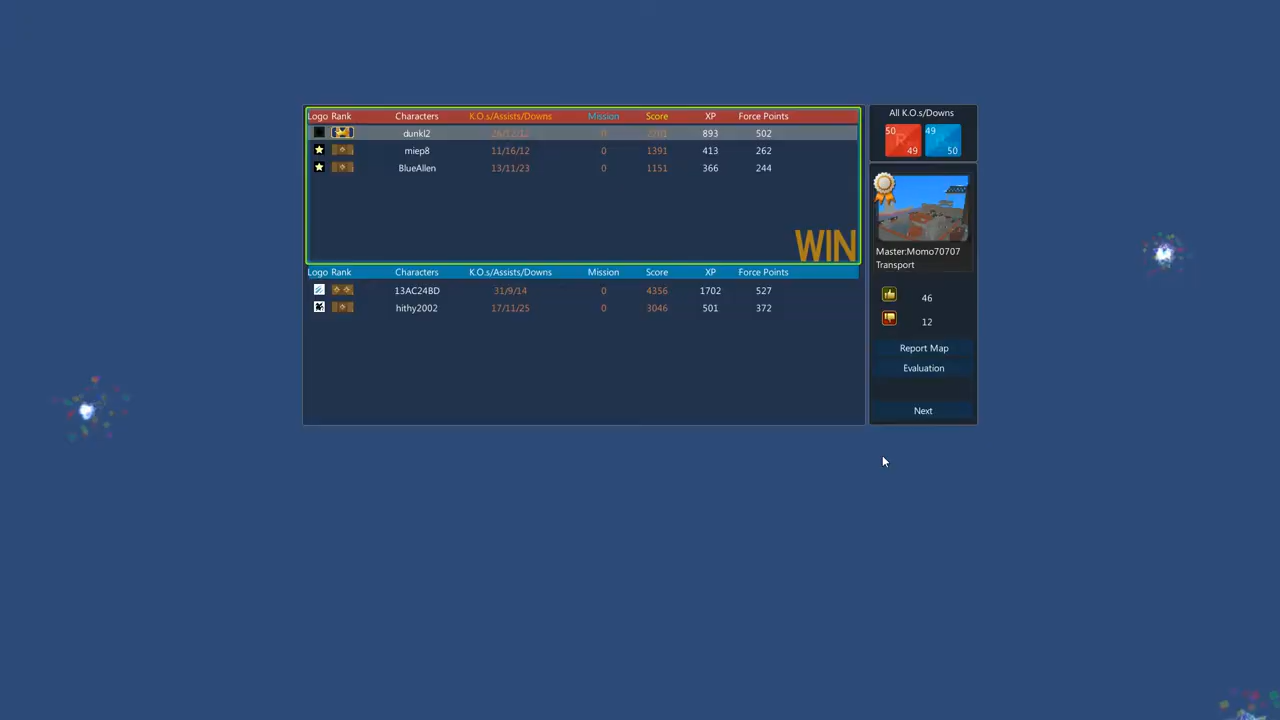 Logo Rank Characters K.O.s/Assists/Downs Mission Score XP Force Points
dunkl2 0 893 502
miep8 11/16/12 0 1391 413 262
BlueAllen 13/11/23 0 1151 366 244
WIN
Logo Rank Characters K.O.s/Assists/Downs Mission Score XP Force Points
13AC24BD 31/9/14 0 4356 1702 527
hithy2002 17/11/25 0 3046 501 372
All K.O.s/Downs
50 R 49
49 50
Master:Momo70707
Transport
46
12
Report Map
Evaluation
Next